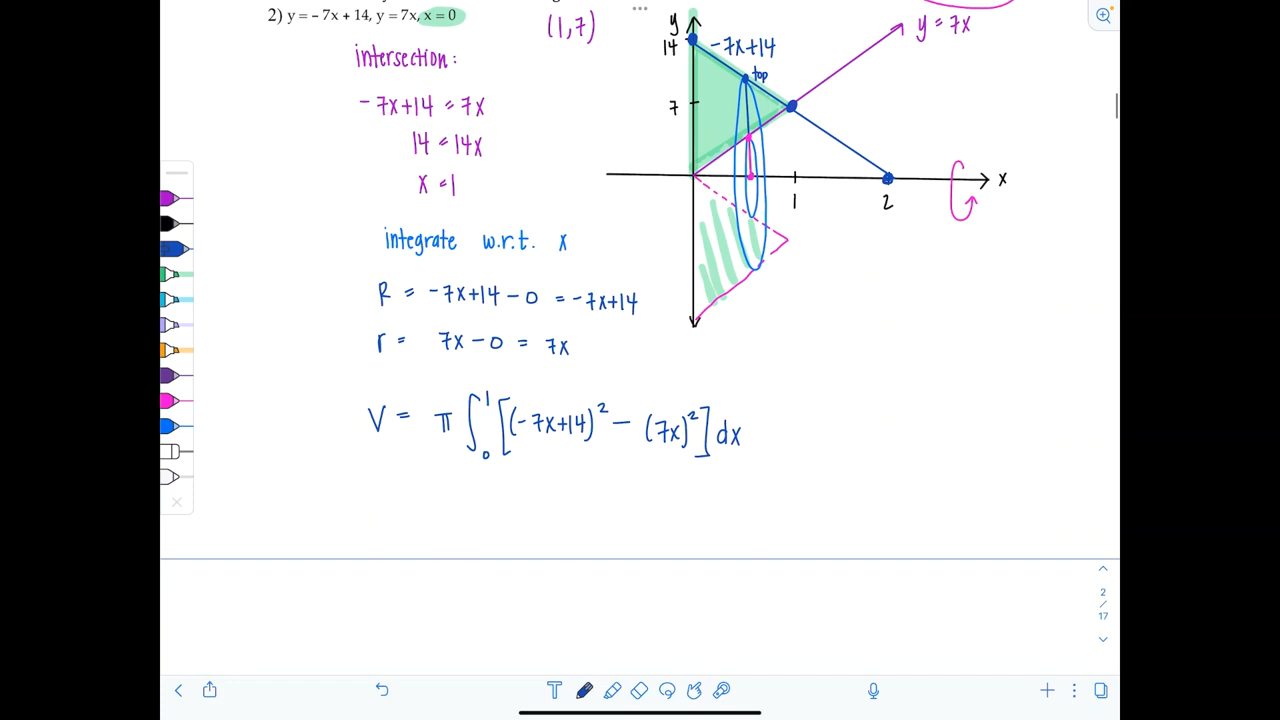 2) y = – 7x + 14, y = 7x, x = 0
(1,7)
intersection:
-7x+14 = 7x
14 = 14x
x = 1
integrate w.r.t. x
R = -7x+14 - 0 = -7x+14
r = 7x - 0 = 7x
V = π ∫₀¹ [(-7x+14)² - (7x)²] dx
y
14
-7x+14
top
y = 7x
7
x
1
2
2
/
17
T